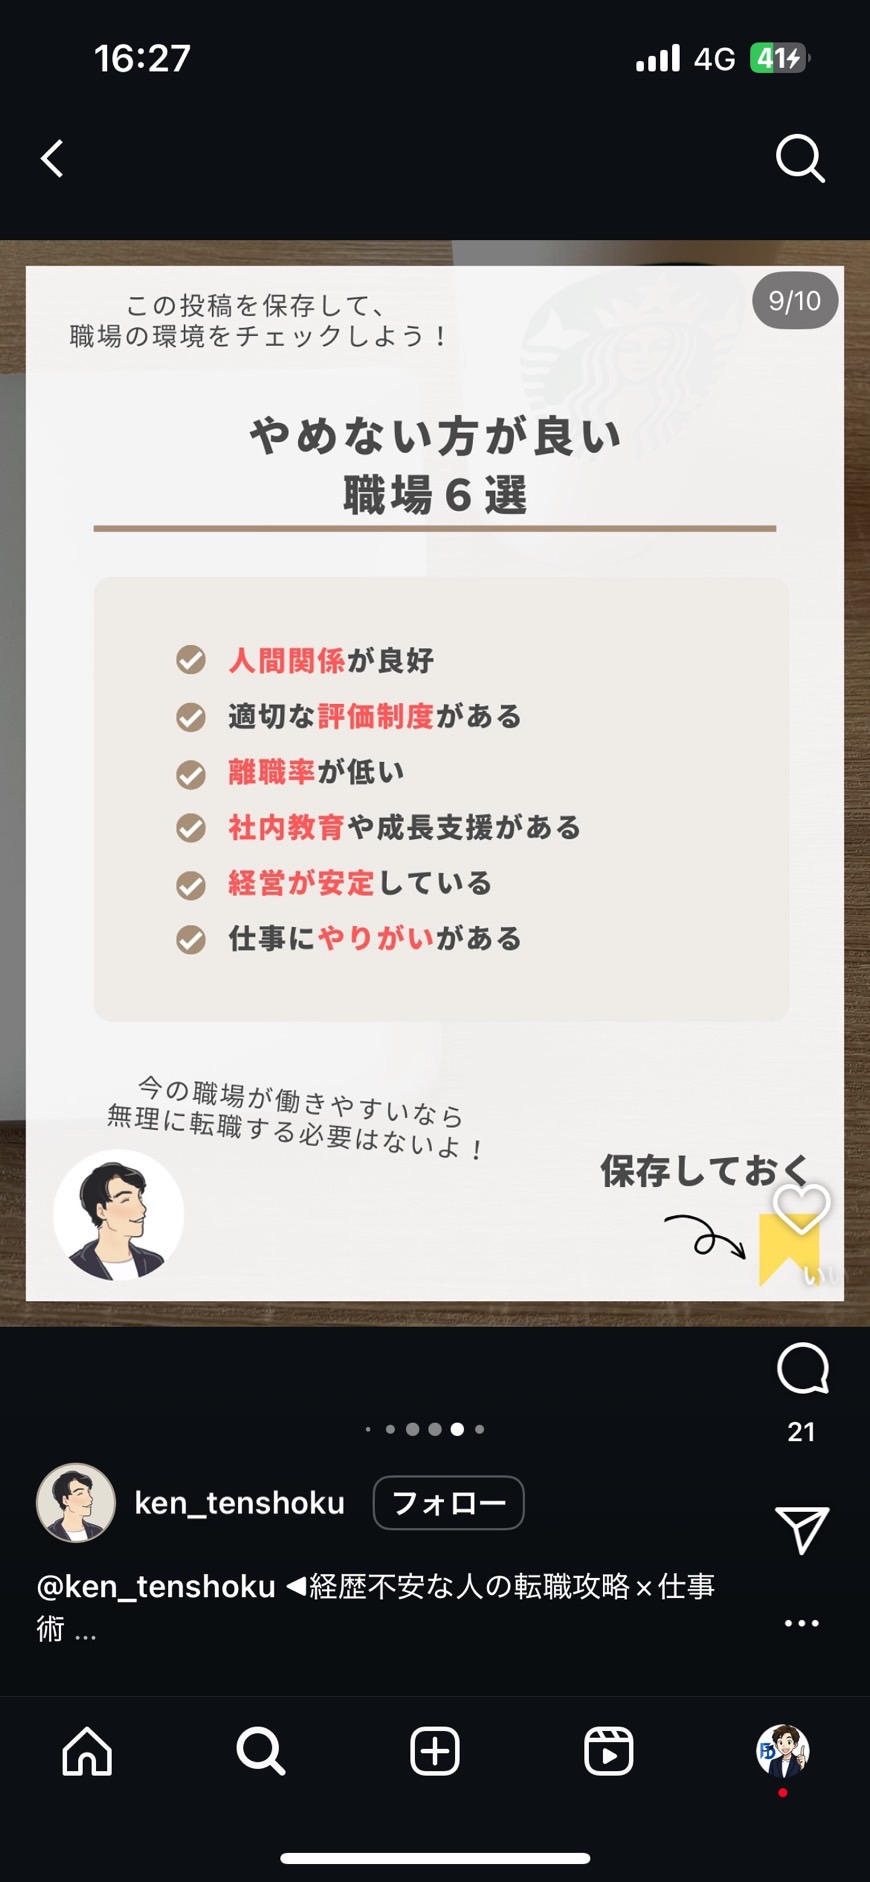 16:27
4G
41
9/10
この投稿を保存して、
職場の環境をチェックしよう！
やめない方が良い
職場6選
人間関係が良好
適切な評価制度がある
離職率が低い
社内教育や成長支援がある
経営が安定している
仕事にやりがいがある
今の職場が働きやすいなら
無理に転職する必要はないよ！
保存しておく
いい
21
ken_tenshoku
フォロー
@ken_tenshoku ◀経歴不安な人の転職攻略×仕事
術 ...